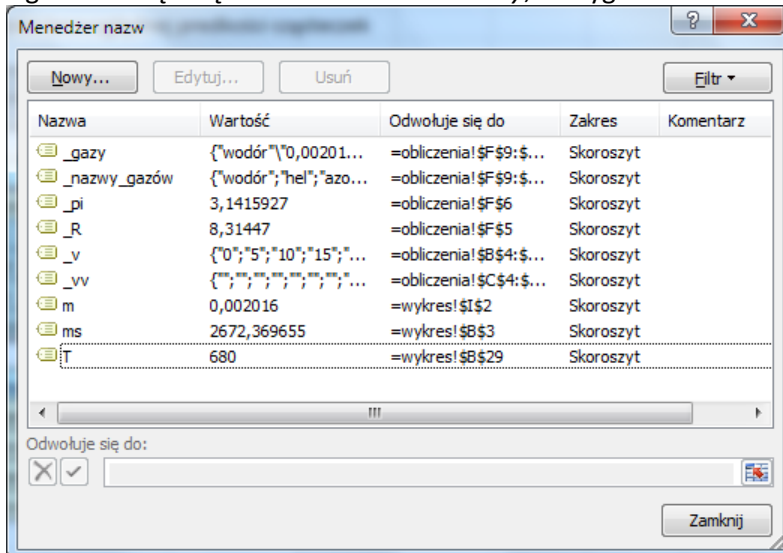 Menedżer nazw
Nowy... Edytuj... Usuń Filtr
Nazwa Wartość Odwołuje się do Zakres Komentarz
_gazy {"wodór"\"0,00201... =obliczenia!$F$9:$... Skoroszyt
_nazwy_gazów {"wodór";"hel";"azo... =obliczenia!$F$9:$... Skoroszyt
_pi 3,1415927 =obliczenia!$F$6 Skoroszyt
_R 8,31447 =obliczenia!$F$5 Skoroszyt
_v {"0";"5";"10";"15";"... =obliczenia!$B$4:$... Skoroszyt
_vv {"";"";"";"";"";"";"... =obliczenia!$C$4:$... Skoroszyt
m 0,002016 =wykres!$I$2 Skoroszyt
ms 2672,369655 =wykres!$B$3 Skoroszyt
T 680 =wykres!$B$29 Skoroszyt
Odwołuje się do:
Zamknij